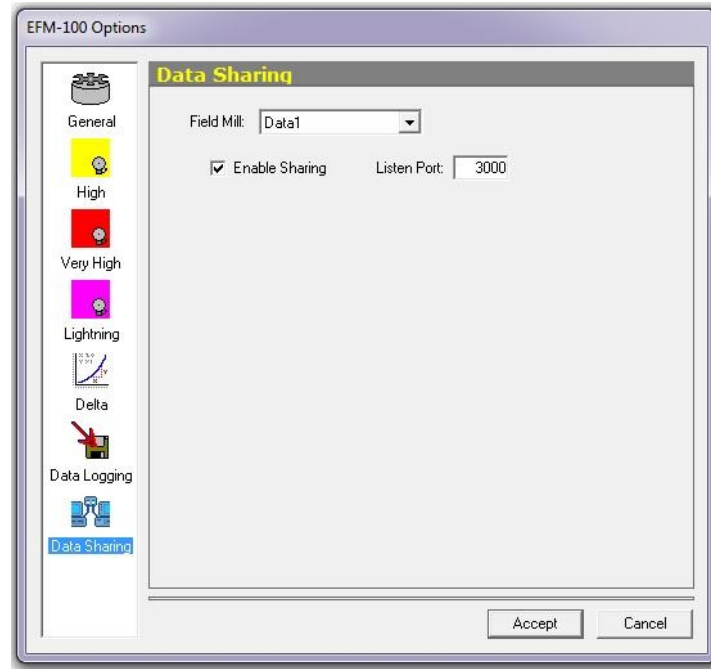 EFM-100 Options
General
High
Very High
Lightning
Delta
Data Logging
Data Sharing
Data Sharing
Field Mill: Data1
Enable Sharing Listen Port: 3000
Accept Cancel